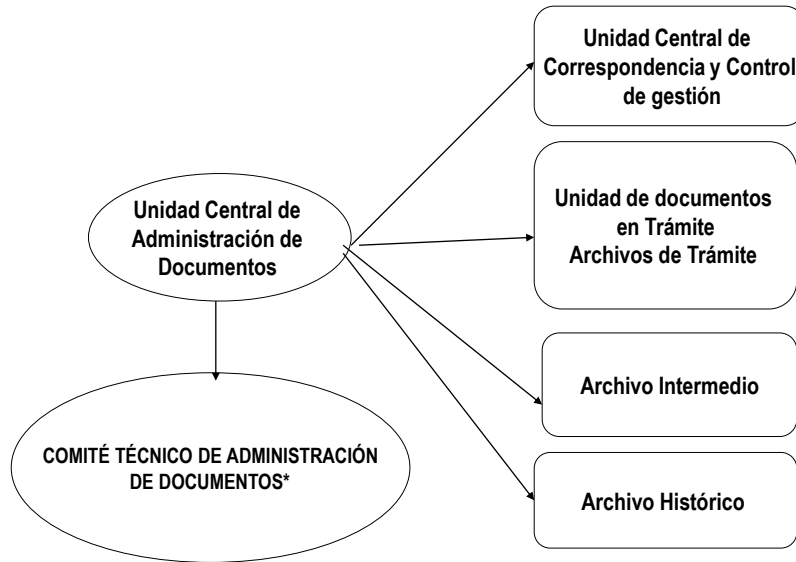 Unidad Central de
Correspondencia y Control
de gestión
Unidad Central de
Administración de
Documentos
Unidad de documentos
en Trámite
Archivos de Trámite
Archivo Intermedio
COMITÉ TÉCNICO DE ADMINISTRACIÓN
DE DOCUMENTOS*
Archivo Histórico